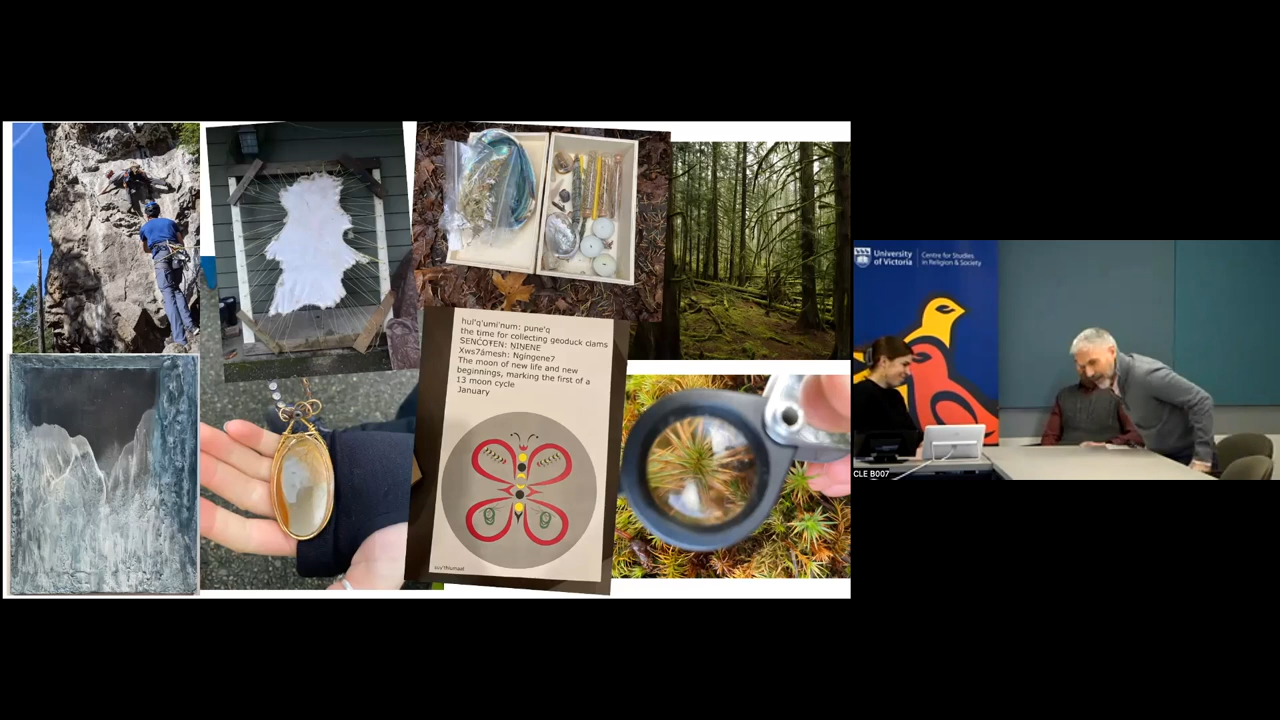 hul'q'umi'num: pune'q
the time for collecting geoduck clams
SENĆOŦEN: NINENE
Xws7ámesh: Ngingene7
The moon of new life and new
beginnings, marking the first of a
13 moon cycle
January
University
of Victoria
Centre for Studies
in Religion & Society
CLE B007